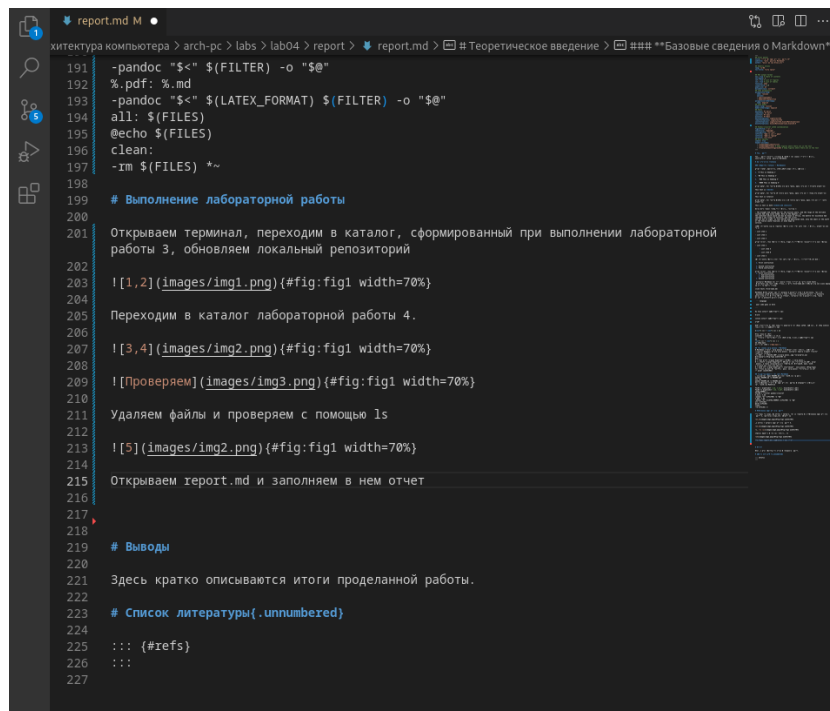 report.md M ●
1
хитектура компьютера > arch-pc > labs > lab04 > report > report.md > # Теоретическое введение > ### **Базовые сведения о Markdown*
5
191 -pandoc "$<" $(FILTER) -o "$@"
192 %.pdf: %.md
193 -pandoc "$<" $(LATEX_FORMAT) $(FILTER) -o "$@"
194 all: $(FILES)
195 @echo $(FILES)
196 clean:
197 -rm $(FILES) *~
198
199 # Выполнение лабораторной работы
200
201 Открываем терминал, переходим в каталог, сформированный при выполнении лабораторной
работы 3, обновляем локальный репозиторий
202
203 ![1,2](images/img1.png){#fig:fig1 width=70%}
204
205 Переходим в каталог лабораторной работы 4.
206
207 ![3,4](images/img2.png){#fig:fig1 width=70%}
208
209 ![Проверяем](images/img3.png){#fig:fig1 width=70%}
210
211 Удаляем файлы и проверяем с помощью ls
212
213 ![5](images/img2.png){#fig:fig1 width=70%}
214
215 Открываем report.md и заполняем в нем отчет
216
217
218
219 # Выводы
220
221 Здесь кратко описываются итоги проделанной работы.
222
223 # Список литературы{.unnumbered}
224
225 ::: {#refs}
226 :::
227